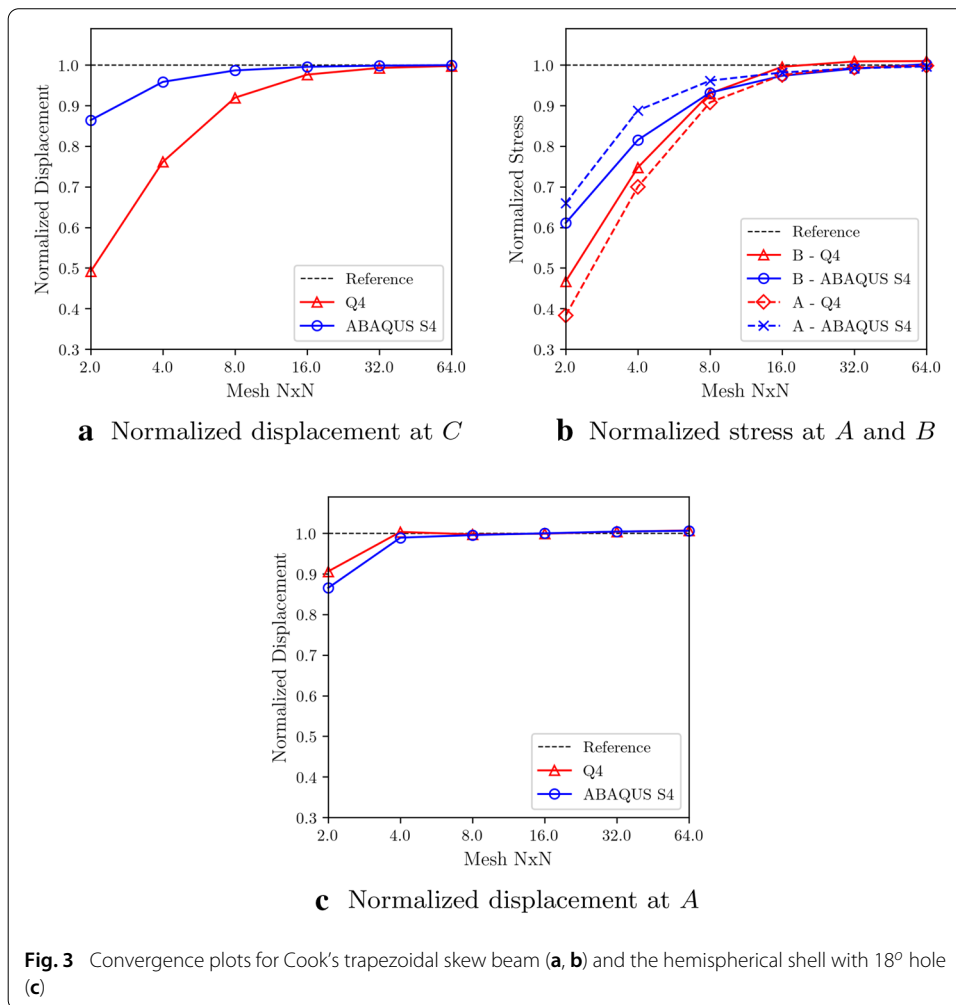 1.0
0.9
0.8
0.7
0.6
0.5
0.4
0.3
Normalized Displacement
Reference
Q4
ABAQUS S4
2.0 4.0 8.0 16.0 32.0 64.0
Mesh NxN
a Normalized displacement at C
1.0
0.9
0.8
0.7
0.6
0.5
0.4
0.3
Normalized Stress
Reference
B - Q4
B - ABAQUS S4
A - Q4
A - ABAQUS S4
2.0 4.0 8.0 16.0 32.0 64.0
Mesh NxN
b Normalized stress at A and B
1.0
0.9
0.8
0.7
0.6
0.5
0.4
0.3
Normalized Displacement
Reference
Q4
ABAQUS S4
2.0 4.0 8.0 16.0 32.0 64.0
Mesh NxN
c Normalized displacement at A
Fig. 3 Convergence plots for Cook's trapezoidal skew beam (a, b) and the hemispherical shell with 18º hole
(c)